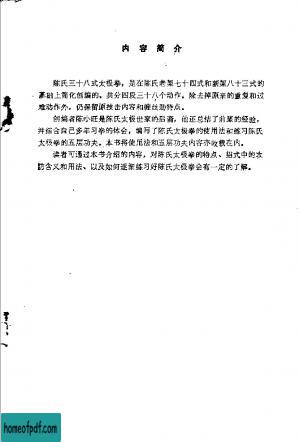 内容简介
陈氏三十八式太极拳，是在陈氏老架七十四式和新架八十三式的
基础上简化创编的。共分四段三十八个动作。除去掉原来的重复和过
难动作外，仍保留原技击内容和缠丝劲特点。
创编者陈小旺是陈氏太极世家的后裔，他还总结了前辈的经验，
并结合自己多年习拳的体会，编写了陈氏太极拳的使用法和练习陈氏
太极拳的五层功夫。本书将使用法和五层功夫内容亦收载在内。
读者可通过本书介绍的内容，对陈氏太极拳的特点、招式中的攻
防含义和用法、以及如何逐渐练习好陈氏太极拳会有一定的了解。
homeofpdf.com
homeofpdf.com